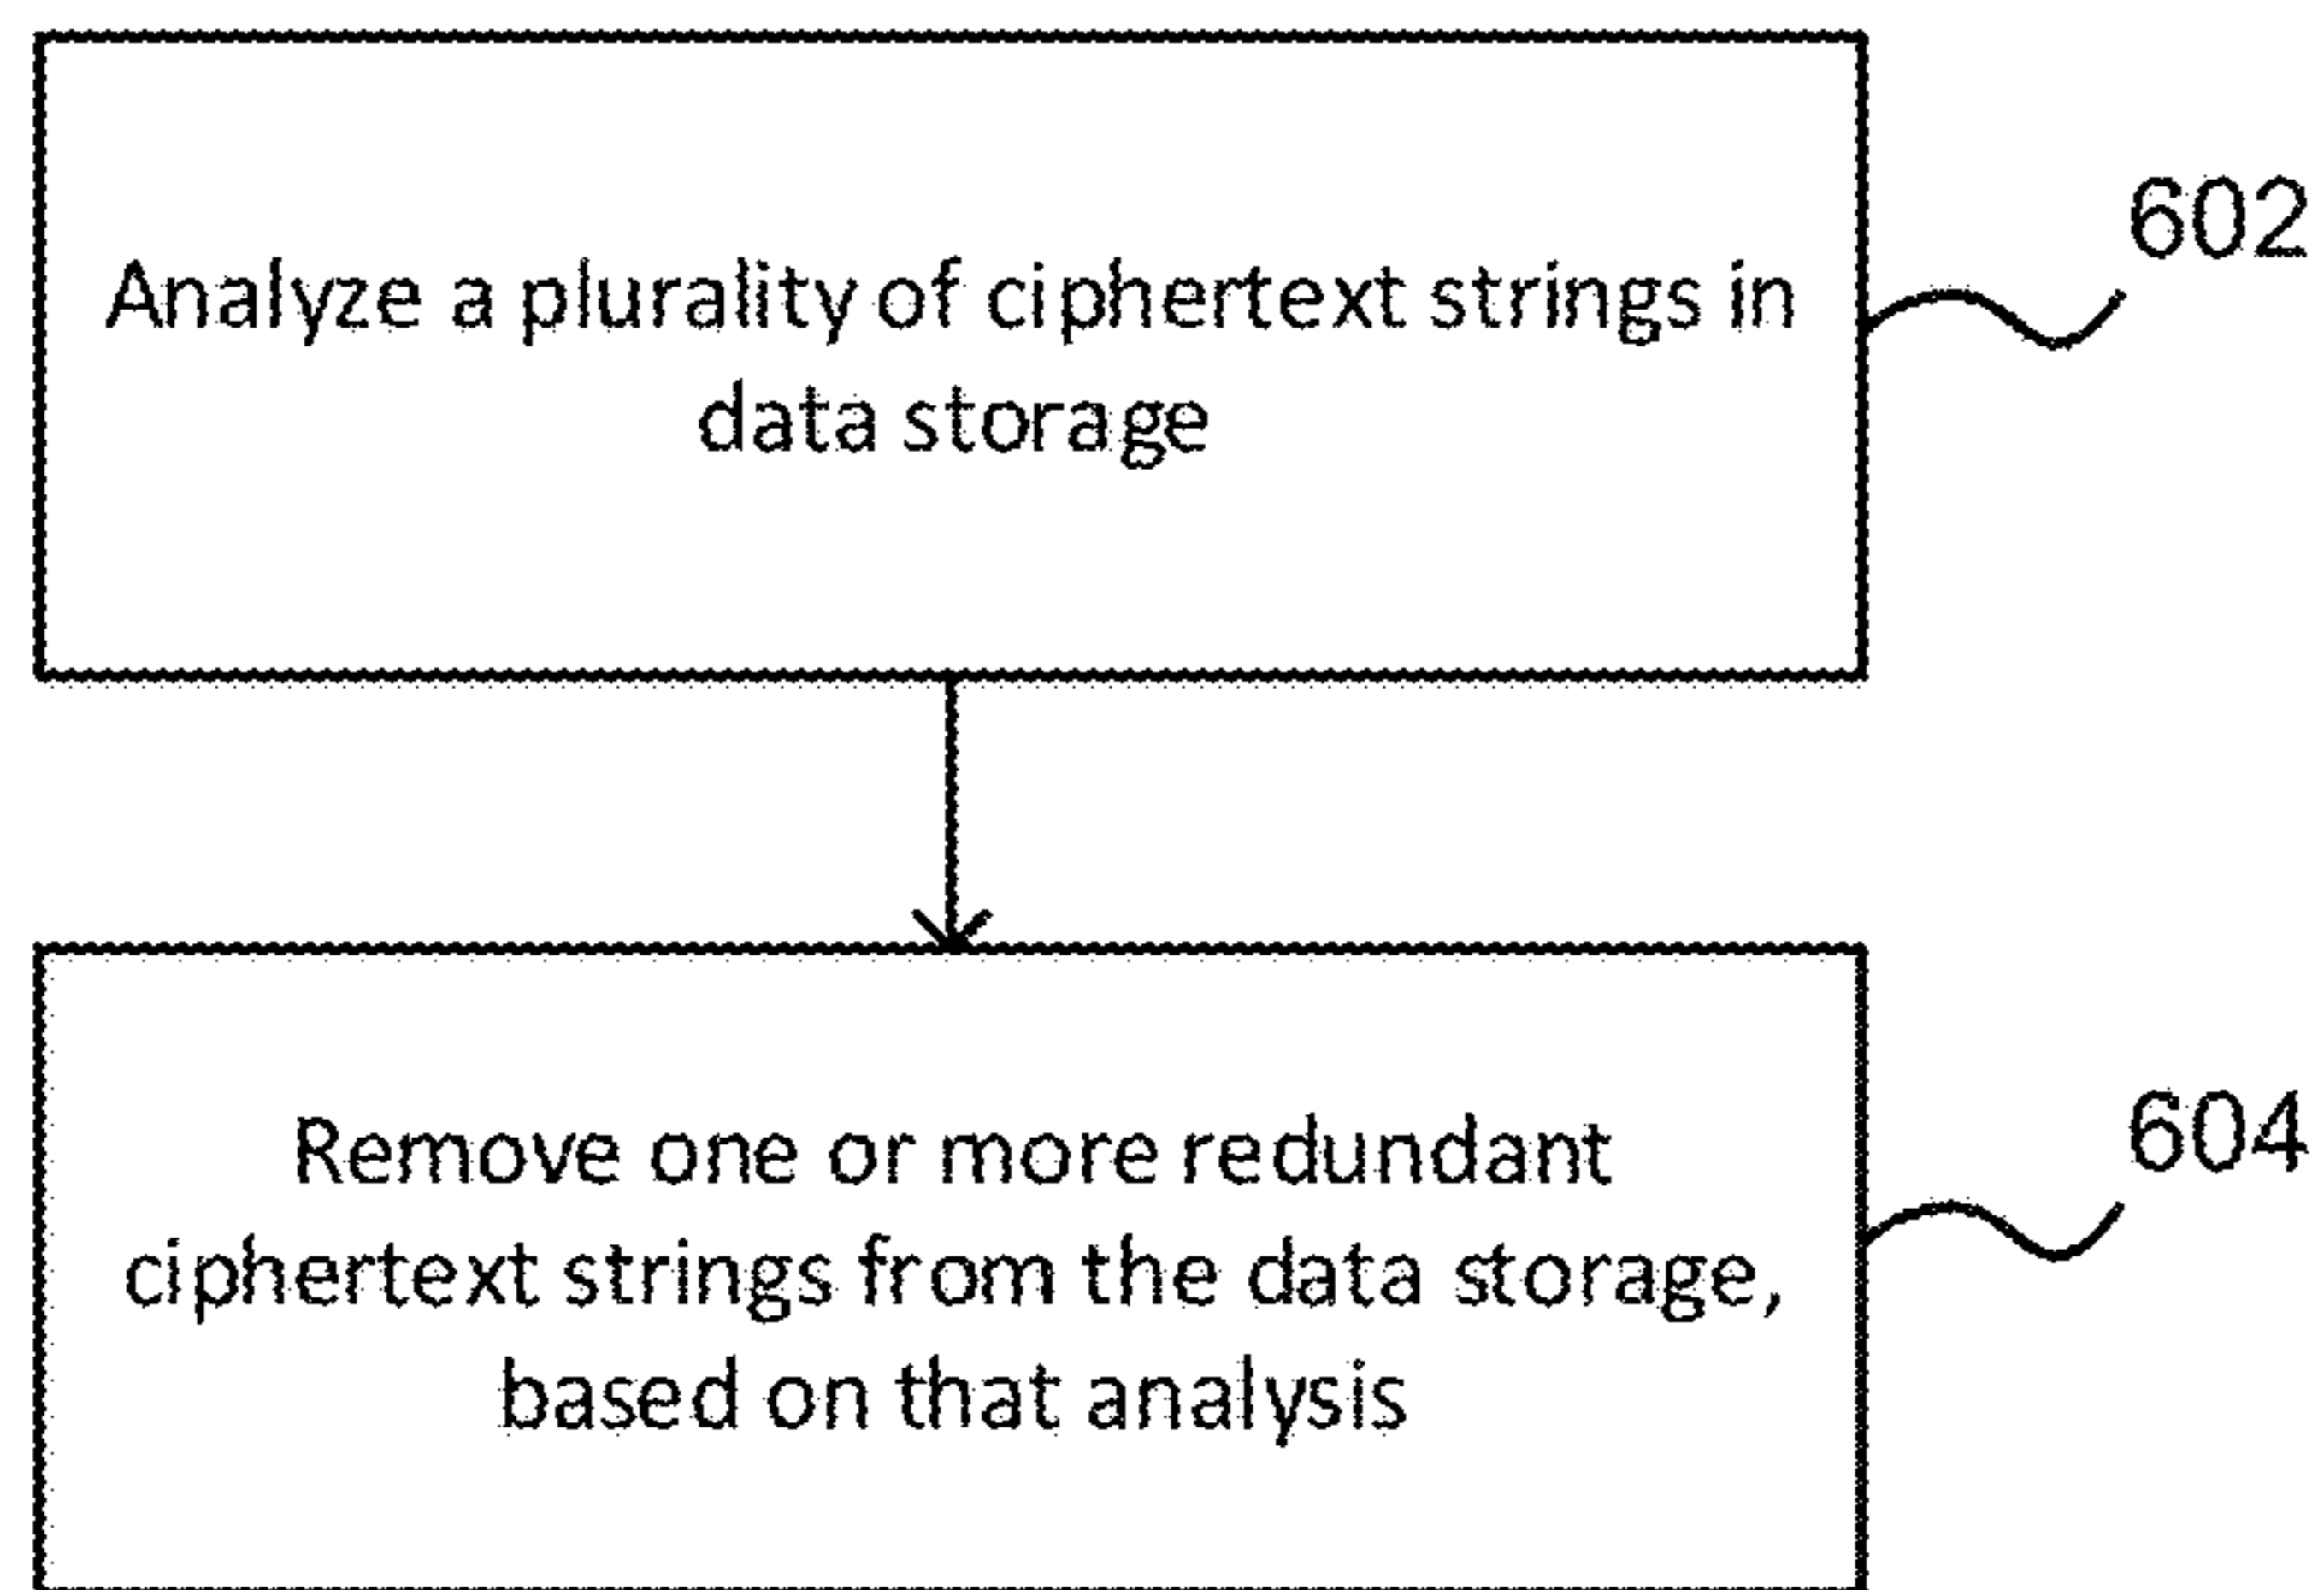 602
Analyze a plurality of ciphertext strings in
data storage
604
Remove one or more redundant
ciphertext strings from the data storage,
based on that analysis